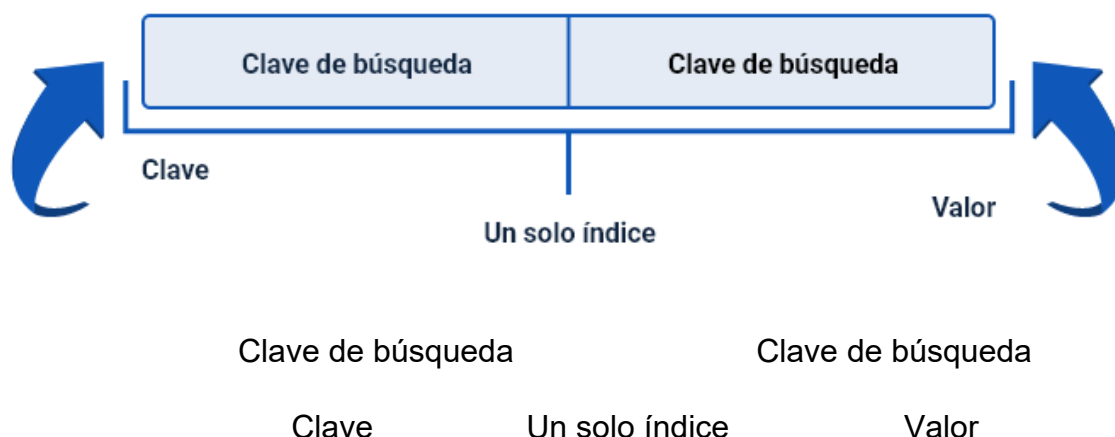 Clave de búsqueda Clave de búsqueda
Clave
Valor
Un solo índice
Clave de búsqueda Clave de búsqueda
Clave Un solo índice Valor